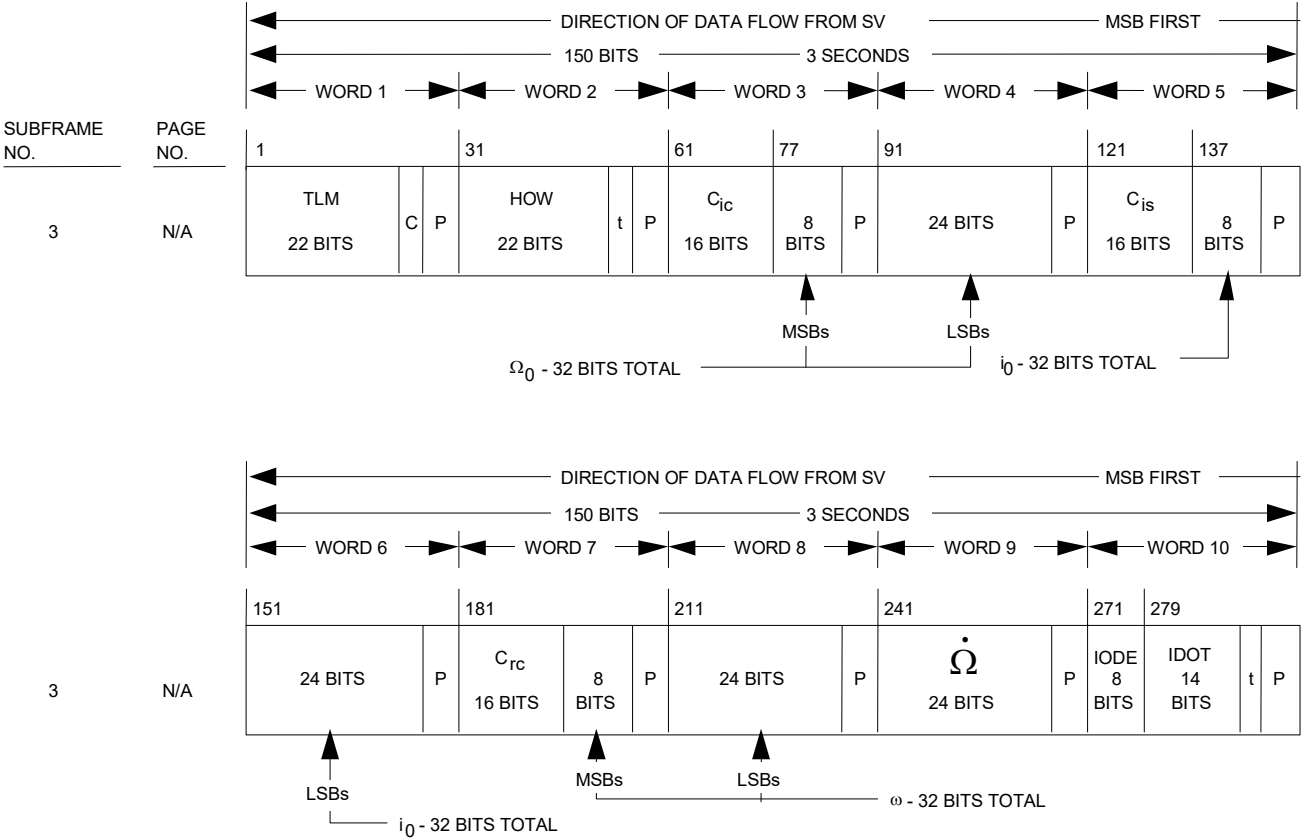 DIRECTION OF DATA FLOW FROM SV MSB FIRST
150 BITS 3 SECONDS
WORD 1 WORD 2 WORD 3 WORD 4 WORD 5
SUBFRAME NO. PAGE NO.
1 31 61 77 91 121 137
3 N/A
TLM 22 BITS C P
HOW 22 BITS t P
Cic 16 BITS 8 BITS P
24 BITS P
Cis 16 BITS 8 BITS P
MSBs LSBs
Ω0 - 32 BITS TOTAL
i0 - 32 BITS TOTAL
DIRECTION OF DATA FLOW FROM SV MSB FIRST
150 BITS 3 SECONDS
WORD 6 WORD 7 WORD 8 WORD 9 WORD 10
151 181 211 241 271 279
3 N/A
24 BITS P
Crc 16 BITS 8 BITS P
24 BITS P
Ω̇ 24 BITS P
IODE 8 BITS
IDOT 14 BITS t P
LSBs MSBs LSBs
i0 - 32 BITS TOTAL
ω - 32 BITS TOTAL